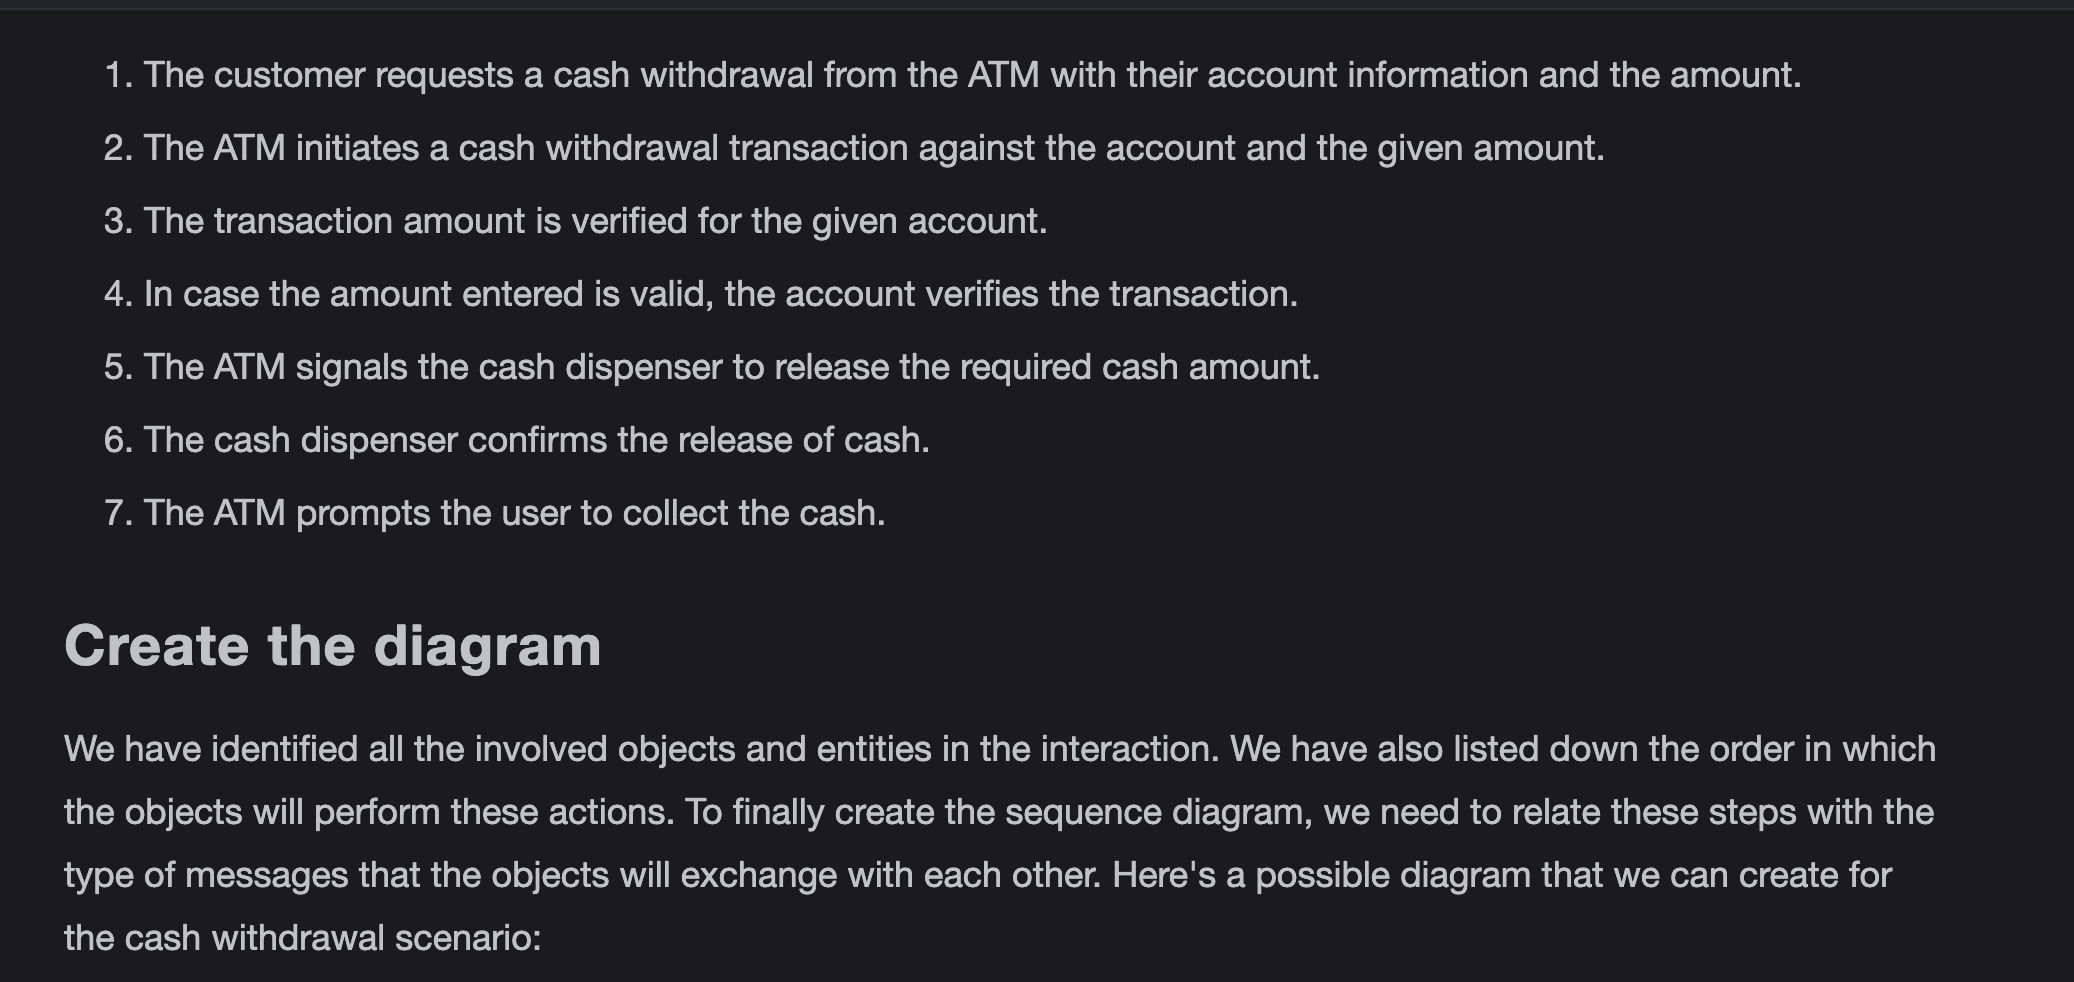 1. The customer requests a cash withdrawal from the ATM with their account information and the amount.
2. The ATM initiates a cash withdrawal transaction against the account and the given amount.
3. The transaction amount is verified for the given account.
4. In case the amount entered is valid, the account verifies the transaction.
5. The ATM signals the cash dispenser to release the required cash amount.
6. The cash dispenser confirms the release of cash.
7. The ATM prompts the user to collect the cash.
Create the diagram
We have identified all the involved objects and entities in the interaction. We have also listed down the order in which
the objects will perform these actions. To finally create the sequence diagram, we need to relate these steps with the
type of messages that the objects will exchange with each other. Here's a possible diagram that we can create for
the cash withdrawal scenario: